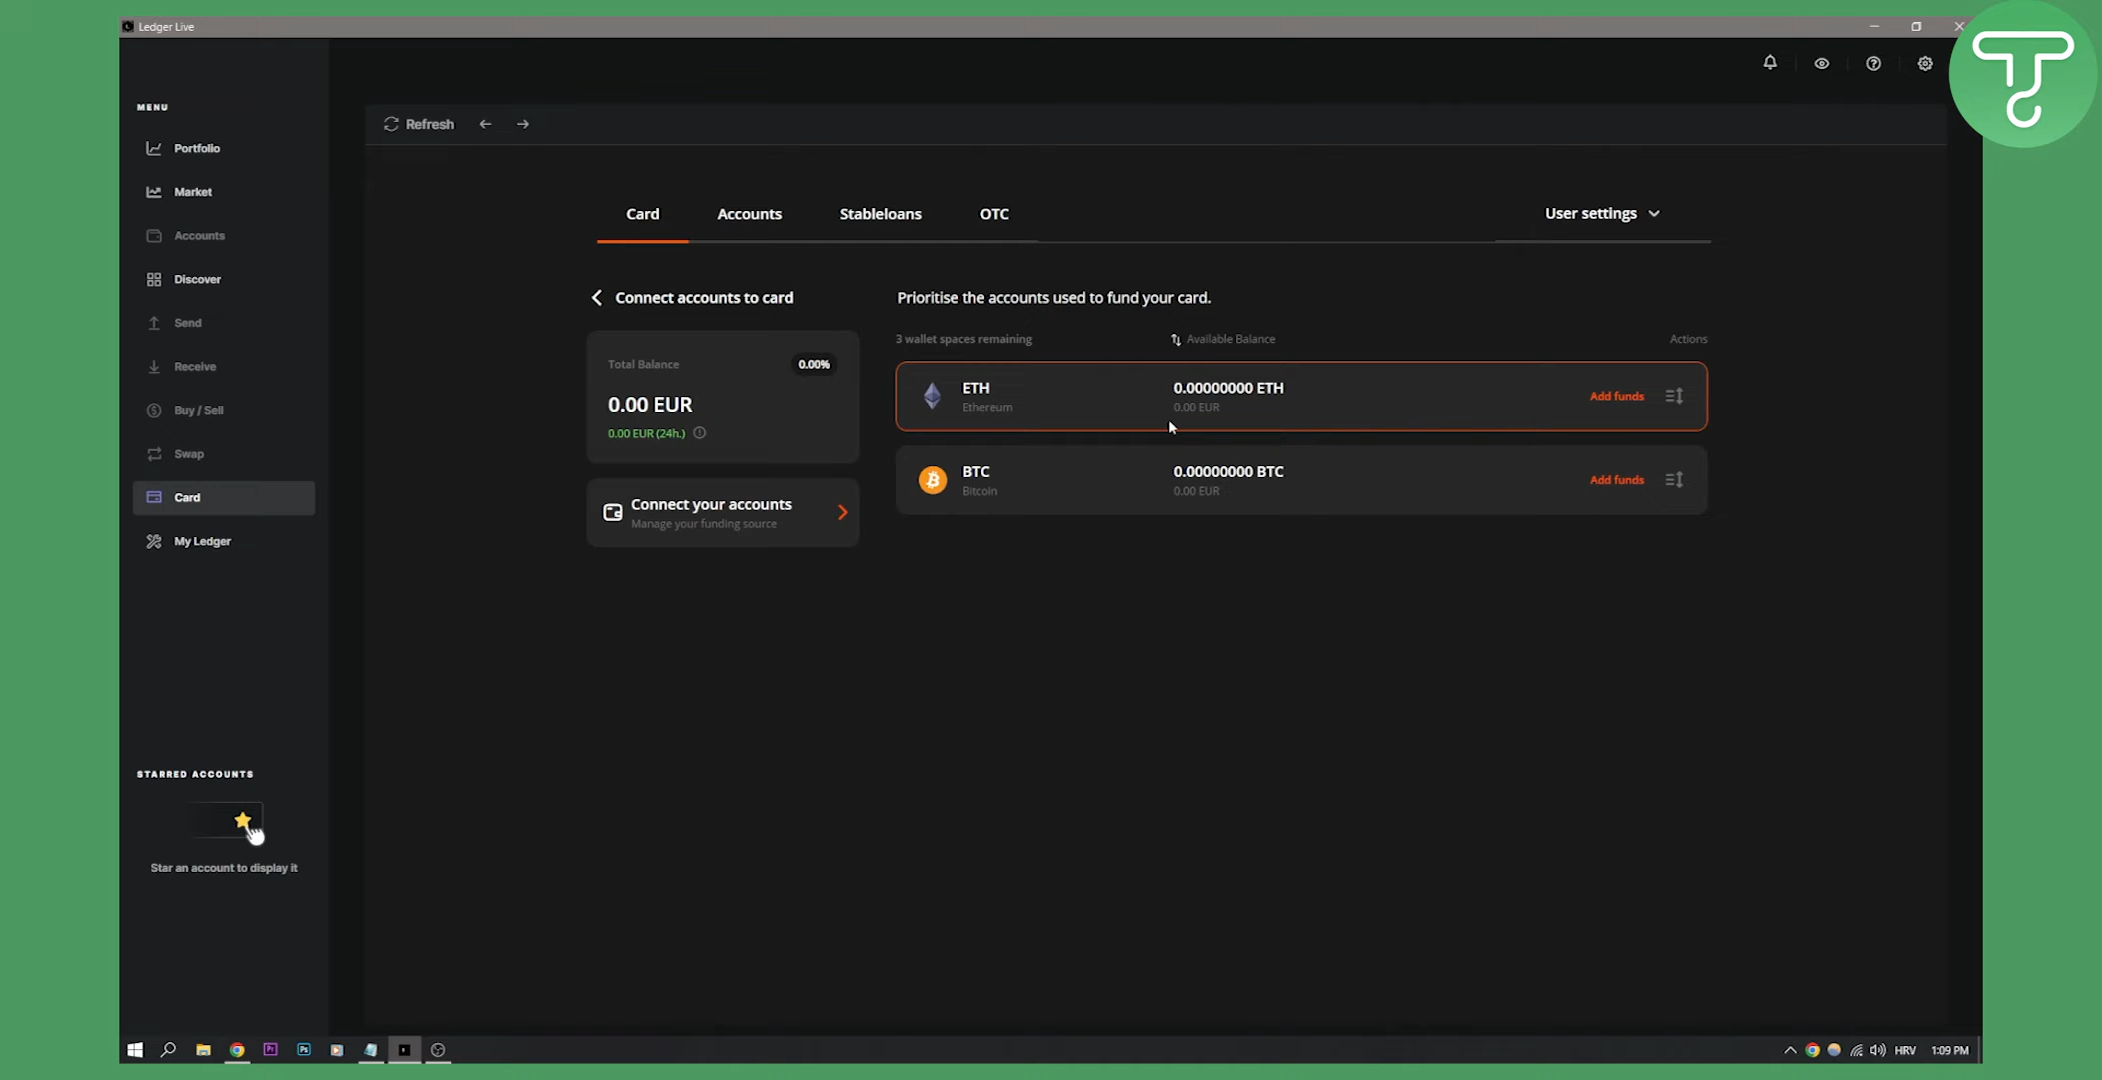 Ledger Live
MENU
Portfolio
Market
Accounts
Discover
Send
Receive
Buy / Sell
Swap
Card
My Ledger
STARRED ACCOUNTS
Star an account to display it
Refresh
Card Accounts Stableloans OTC User settings
Connect accounts to card
Total Balance 0.00%
0.00 EUR
0.00 EUR (24h.)
Connect your accounts
Manage your funding source
Prioritise the accounts used to fund your card.
3 wallet spaces remaining Available Balance Actions
ETH 0.00000000 ETH Add funds
Ethereum 0.00 EUR
BTC 0.00000000 BTC Add funds
Bitcoin 0.00 EUR
Pr Ps HRV 1:09 PM